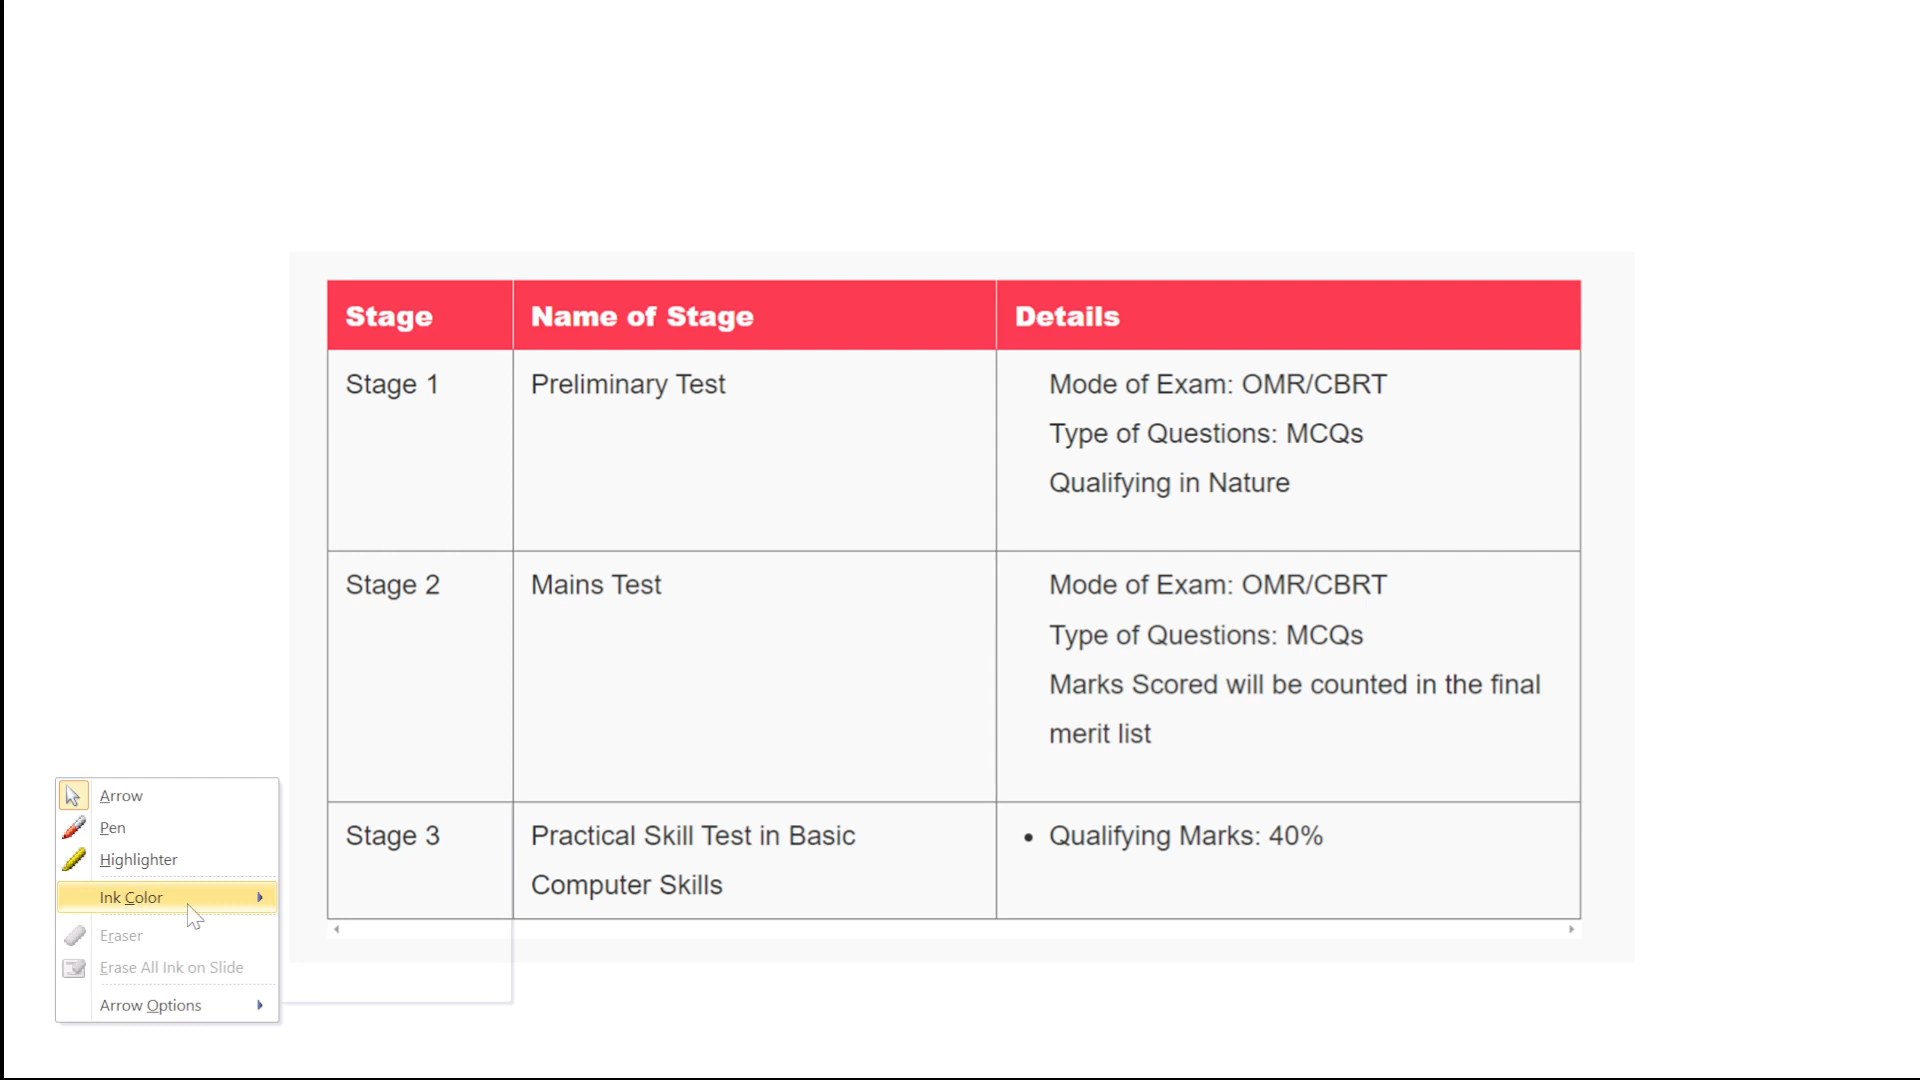 Stage Name of Stage Details
Stage 1 Preliminary Test Mode of Exam: OMR/CBRT
Type of Questions: MCQs
Qualifying in Nature
Stage 2 Mains Test Mode of Exam: OMR/CBRT
Type of Questions: MCQs
Marks Scored will be counted in the final
merit list
Stage 3 Practical Skill Test in Basic • Qualifying Marks: 40%
Computer Skills
Arrow
Pen
Highlighter
Ink Color
Eraser
Erase All Ink on Slide
Arrow Options